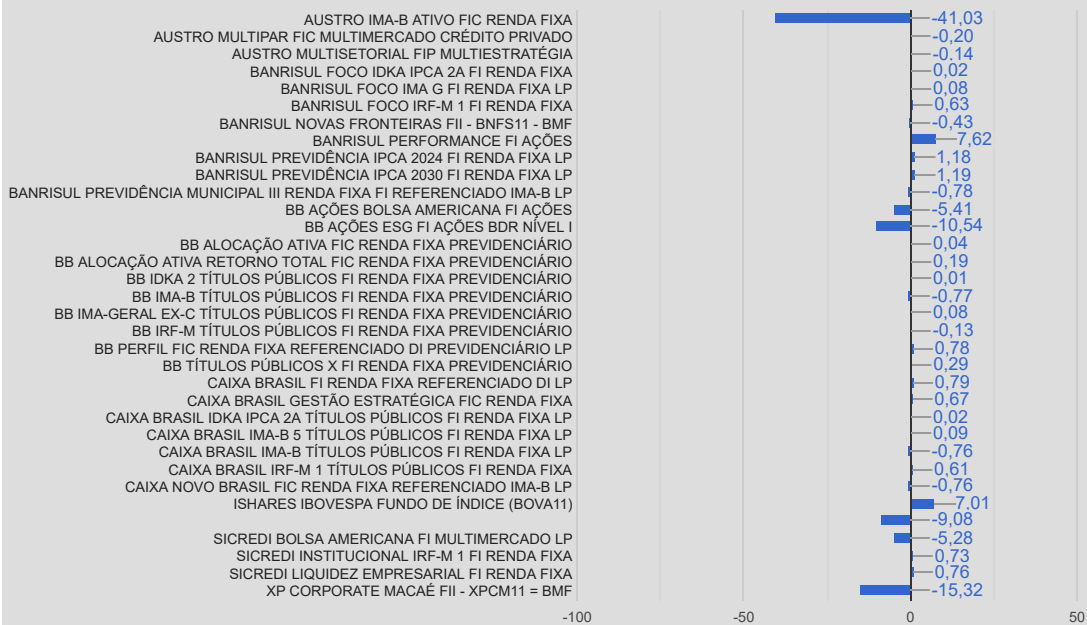 AUSTRO IMA-B ATIVO FIC RENDA FIXA -41,03
AUSTRO MULTIPAR FIC MULTIMERCADO CRÉDITO PRIVADO -0,20
AUSTRO MULTISETORIAL FIP MULTIESTRATÉGIA -0,14
BANRISUL FOCO IDKA IPCA 2A FI RENDA FIXA 0,02
BANRISUL FOCO IMA G FI RENDA FIXA LP 0,08
BANRISUL FOCO IRF-M 1 FI RENDA FIXA 0,63
BANRISUL NOVAS FRONTEIRAS FII - BNFS11 - BMF -0,43
BANRISUL PERFORMANCE FI AÇÕES 7,62
BANRISUL PREVIDÊNCIA IPCA 2024 FI RENDA FIXA LP 1,18
BANRISUL PREVIDÊNCIA IPCA 2030 FI RENDA FIXA LP 1,19
BANRISUL PREVIDÊNCIA MUNICIPAL III RENDA FIXA FI REFERENCIADO IMA-B LP -0,78
BB AÇÕES BOLSA AMERICANA FI AÇÕES -5,41
BB AÇÕES ESG FI AÇÕES BDR NÍVEL I -10,54
BB ALOCAÇÃO ATIVA FIC RENDA FIXA PREVIDENCIÁRIO 0,04
BB ALOCAÇÃO ATIVA RETORNO TOTAL FIC RENDA FIXA PREVIDENCIÁRIO 0,19
BB IDKA 2 TÍTULOS PÚBLICOS FI RENDA FIXA PREVIDENCIÁRIO 0,01
BB IMA-B TÍTULOS PÚBLICOS FI RENDA FIXA PREVIDENCIÁRIO -0,77
BB IMA-GERAL EX-C TÍTULOS PÚBLICOS FI RENDA FIXA PREVIDENCIÁRIO 0,08
BB IRF-M TÍTULOS PÚBLICOS FI RENDA FIXA PREVIDENCIÁRIO -0,13
BB PERFIL FIC RENDA FIXA REFERENCIADO DI PREVIDENCIÁRIO LP 0,78
BB TÍTULOS PÚBLICOS X FI RENDA FIXA PREVIDENCIÁRIO 0,29
CAIXA BRASIL FI RENDA FIXA REFERENCIADO DI LP 0,79
CAIXA BRASIL GESTÃO ESTRATÉGICA FIC RENDA FIXA 0,67
CAIXA BRASIL IDKA IPCA 2A TÍTULOS PÚBLICOS FI RENDA FIXA LP 0,02
CAIXA BRASIL IMA-B 5 TÍTULOS PÚBLICOS FI RENDA FIXA LP 0,09
CAIXA BRASIL IMA-B TÍTULOS PÚBLICOS FI RENDA FIXA LP -0,76
CAIXA BRASIL IRF-M 1 TÍTULOS PÚBLICOS FI RENDA FIXA 0,61
CAIXA NOVO BRASIL FIC RENDA FIXA REFERENCIADO IMA-B LP -0,76
ISHARES IBOVESPA FUNDO DE ÍNDICE (BOVA11) 7,01
-9,08
SICREDI BOLSA AMERICANA FI MULTIMERCADO LP -5,28
SICREDI INSTITUCIONAL IRF-M 1 FI RENDA FIXA 0,73
SICREDI LIQUIDEZ EMPRESARIAL FI RENDA FIXA 0,76
XP CORPORATE MACAÉ FII - XPCM11 = BMF -15,32
-100 -50 0 50